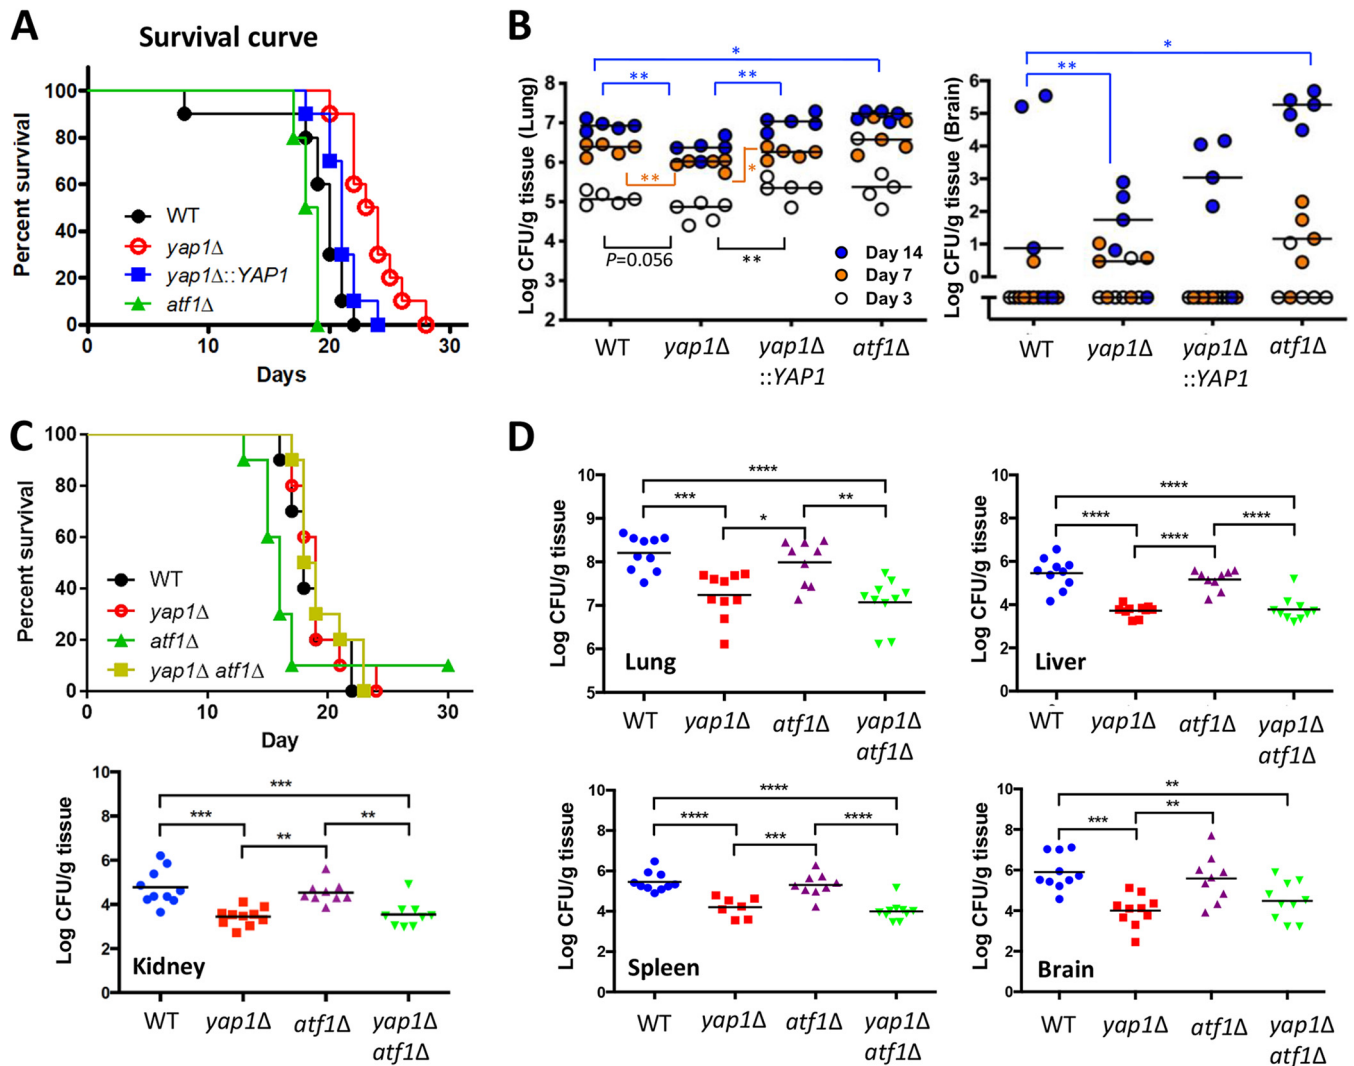 A
Survival curve
Percent survival
100
80
60
40
20
0
WT
yap1Δ
yap1Δ::YAP1
atf1Δ
0 10 20 30
Days
B
Log CFU/g tissue (Lung)
8
7
6
5
4
3
2
* ** ** ** *
P=0.056
**
Day 14
Day 7
Day 3
WT yap1Δ yap1Δ atf1Δ
::YAP1
Log CFU/g tissue (Brain)
6
5
4
3
2
1
0
*
**
WT yap1Δ yap1Δ atf1Δ
::YAP1
C
Percent survival
100
80
60
40
20
0
WT
yap1Δ
atf1Δ
yap1Δ atf1Δ
0 10 20 30
Day
D
Log CFU/g tissue
10
9
8
7
6
5
****
*** **
*
Lung
WT yap1Δ atf1Δ yap1Δ
atf1Δ
Log CFU/g tissue
10
8
6
4
2
0
****
**** ****
****
Liver
WT yap1Δ atf1Δ yap1Δ
atf1Δ
Log CFU/g tissue
10
8
6
4
2
0
***
*** **
**
Kidney
WT yap1Δ atf1Δ yap1Δ
atf1Δ
Log CFU/g tissue
10
8
6
4
2
0
****
**** ****
***
Spleen
WT yap1Δ atf1Δ yap1Δ
atf1Δ
Log CFU/g tissue
10
8
6
4
2
0
**
**
***
Brain
WT yap1Δ atf1Δ yap1Δ
atf1Δ